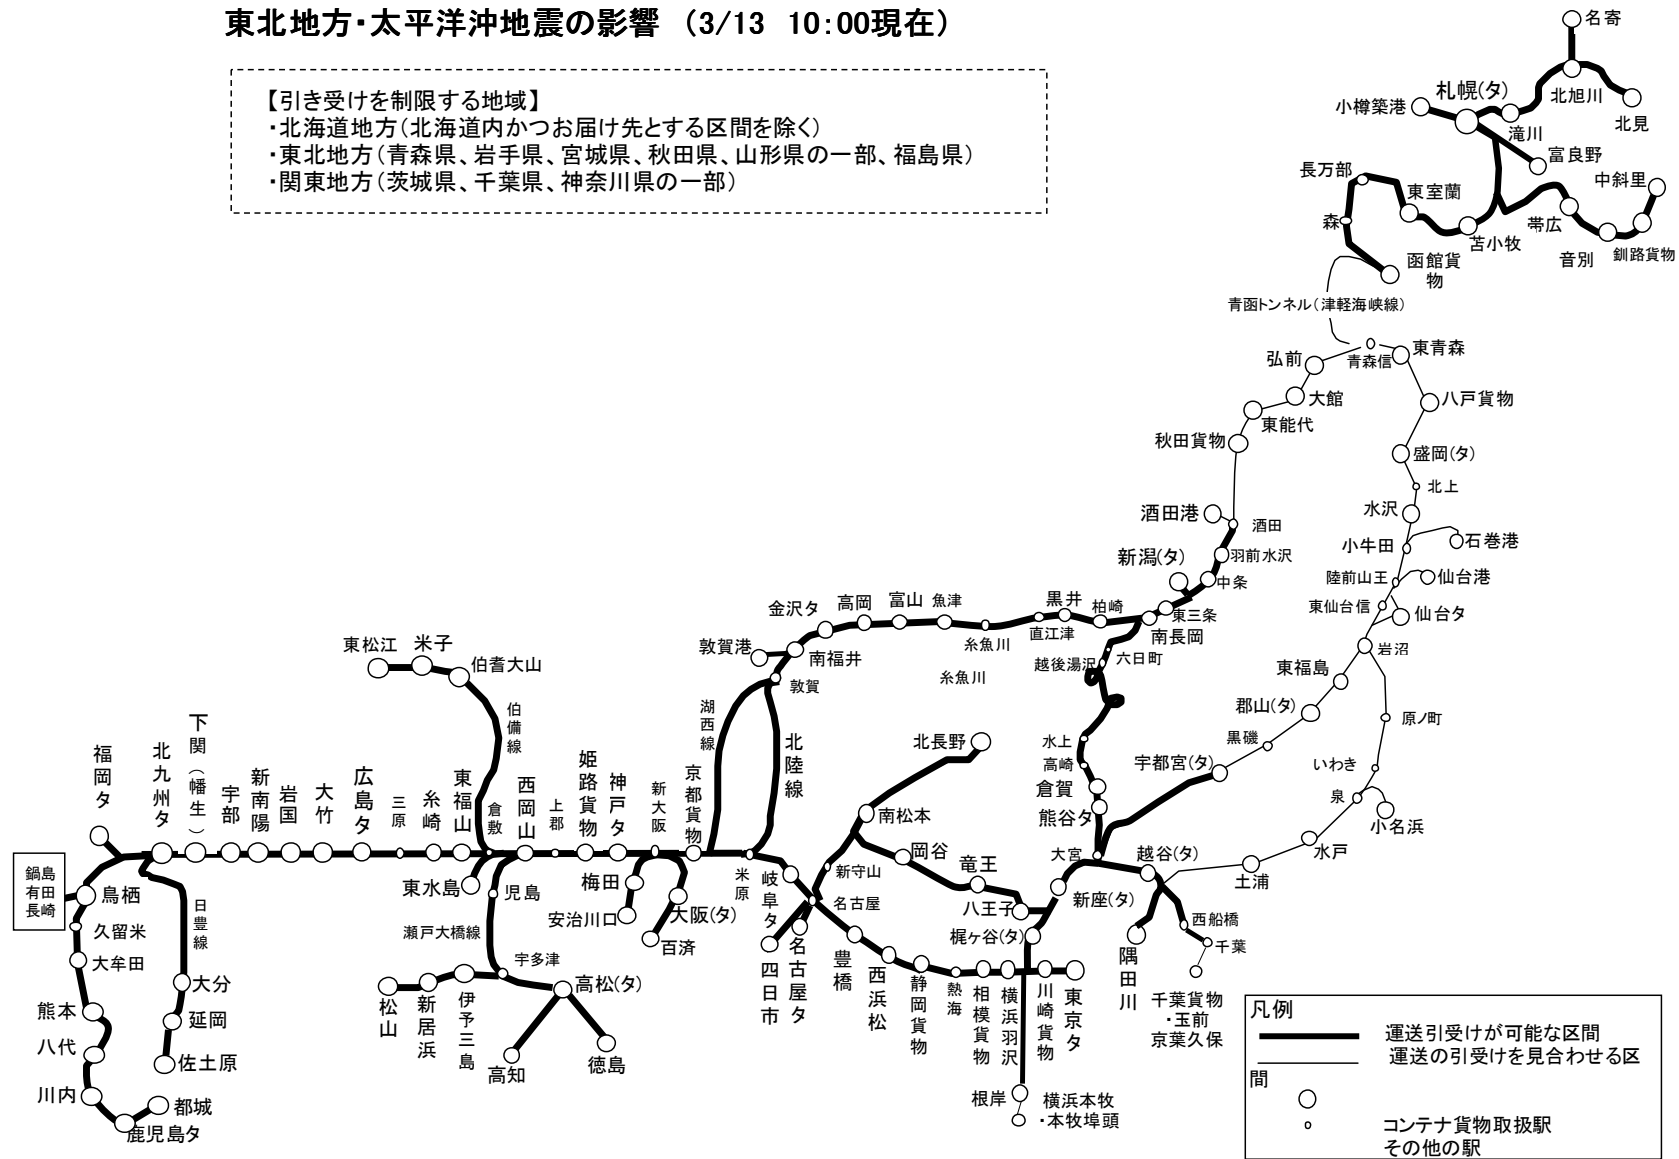 東北地方・太平洋沖地震の影響 (3/13 10:00現在)
【引き受けを制限する地域】
・北海道地方(北海道内かつお届け先とする区間を除く)
・東北地方(青森県、岩手県、宮城県、秋田県、山形県の一部、福島県)
・関東地方(茨城県、千葉県、神奈川県の一部)
名寄
北旭川
北見
小樽築港
札幌(タ)
滝川
富良野
中斜里
長万部
東室蘭
森
苫小牧
帯広
音別
釧路貨物
函館貨
物
青函トンネル(津軽海峡線)
青森信
東青森
弘前
大館
東能代
八戸貨物
秋田貨物
盛岡(タ)
北上
水沢
酒田港
酒田
小牛田
石巻港
新潟(タ)
羽前水沢
中条
陸前山王
仙台港
東仙台信
仙台タ
東三条
南長岡
岩沼
柏崎
黒井
直江津
糸魚川
糸魚川
魚津
富山
高岡
金沢タ
敦賀港
南福井
敦賀
越後湯沢
六日町
東福島
郡山(タ)
黒磯
原ノ町
いわき
泉
小名浜
水上
高崎
倉賀
熊谷タ
宇都宮(タ)
水戸
土浦
大宮
越谷(タ)
新座(タ)
西船橋
千葉
隅田川
千葉貨物
・玉前
京葉久保
東松江
米子
伯耆大山
伯備線
湖西線
北陸線
北長野
南松本
岡谷
竜王
八王子
梶ヶ谷(タ)
新守山
名古屋
福岡タ
北九州タ
下関(幡生)
宇部
新南陽
岩国
大竹
広島タ
三原
糸崎
東福山
倉敷
西岡山
上郡
姫路貨物
神戸タ
新大阪
京都貨物
米原
岐阜タ
四日市
名古屋タ
豊橋
西浜松
静岡貨物
熱海
相模貨物
横浜羽沢
川崎貨物
東京タ
根岸
横浜本牧
・本牧埠頭
鍋島
有田
長崎
鳥栖
久留米
大牟田
熊本
八代
川内
鹿児島タ
都城
日豊線
大分
延岡
佐土原
東水島
児島
瀬戸大橋線
宇多津
松山
新居浜
伊予三島
高松(タ)
高知
徳島
梅田
安治川口
大阪(タ)
百済
凡例
運送引受けが可能な区間
運送の引受けを見合わせる区
間
コンテナ貨物取扱駅
その他の駅